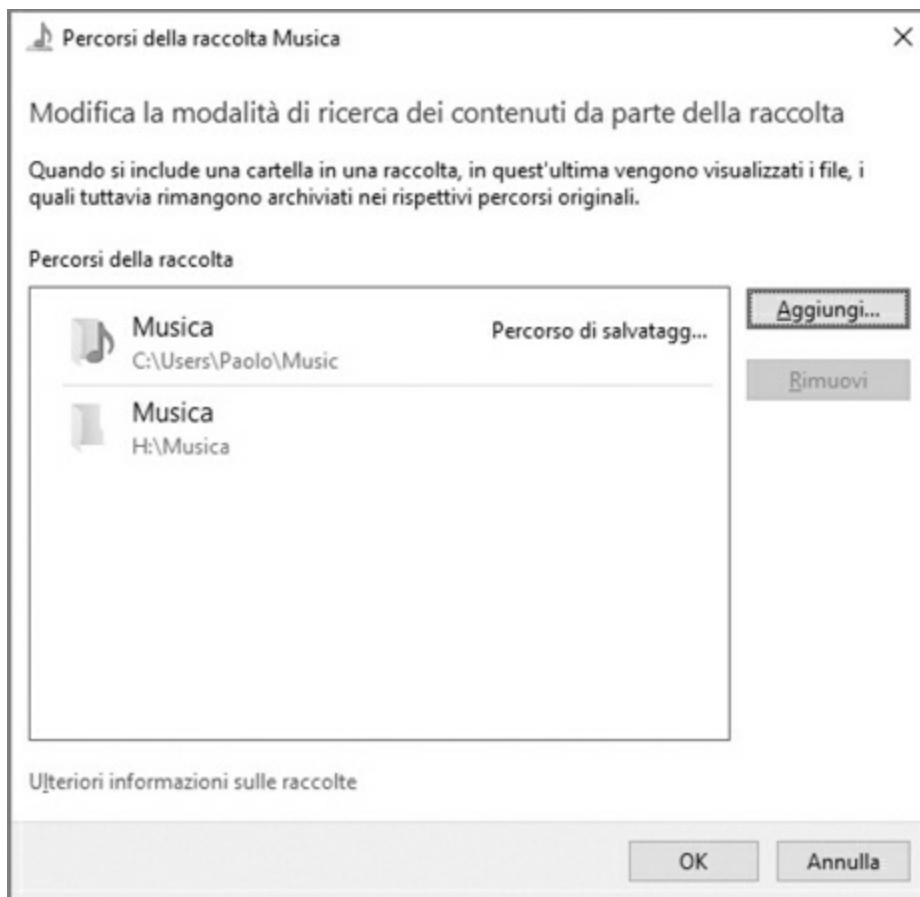 Percorsi della raccolta Musica
Modifica la modalità di ricerca dei contenuti da parte della raccolta
Quando si include una cartella in una raccolta, in quest'ultima vengono visualizzati i file, i
quali tuttavia rimangono archiviati nei rispettivi percorsi originali.
Percorsi della raccolta
Musica
Percorso di salvatagg...
C:\Users\Paolo\Music
Musica
H:\Musica
Aggiungi...
Rimuovi
Ulteriori informazioni sulle raccolte
OK
Annulla